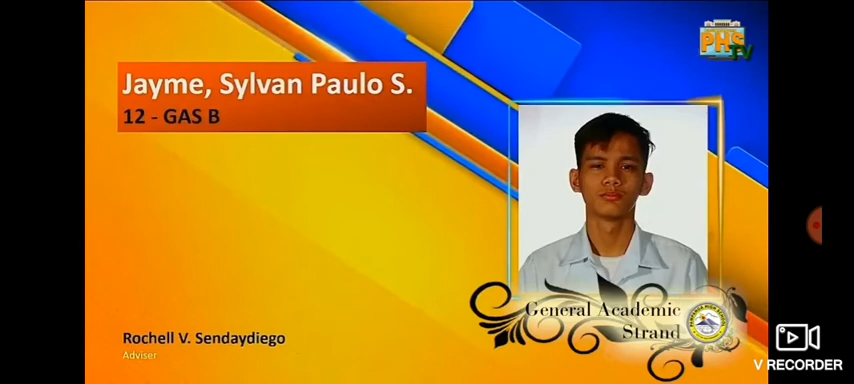 Jayme, Sylvan Paulo S.
12 - GAS B
PHS
TV
General Academic
Strand
Rochell V. Sendaydiego
Adviser
V RECORDER